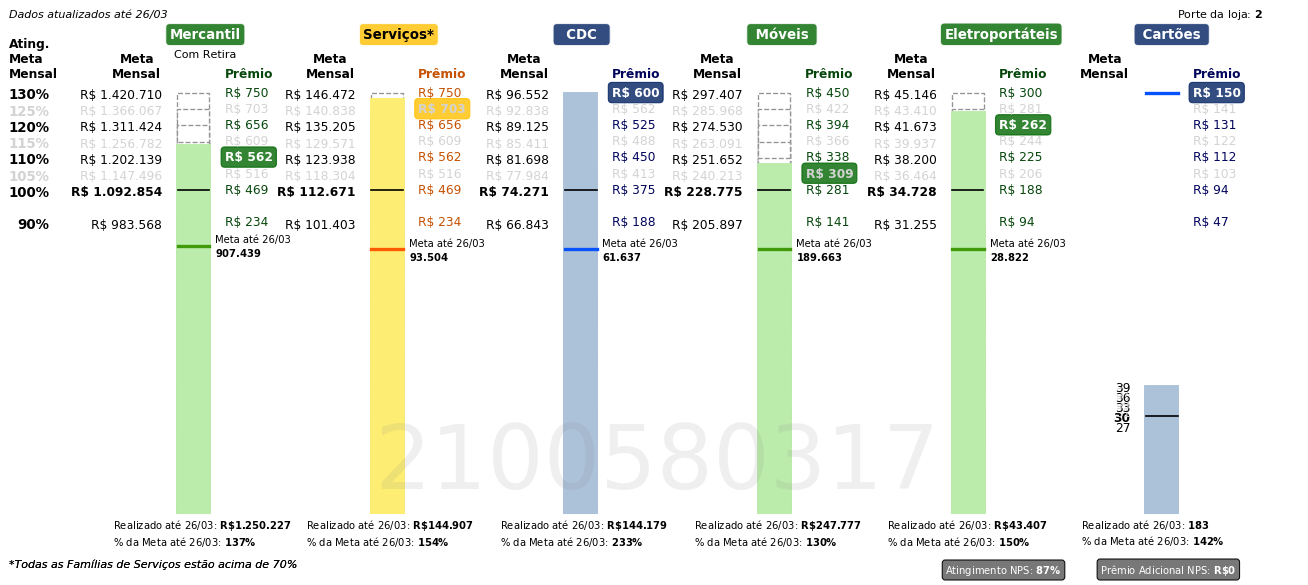 Dados atualizados até 26/03
Porte da loja: 2
Mercantil
Serviços*
CDC
Móveis
Eletroportáteis
Cartões
Com Retira
Ating. Meta Mensal
Meta Mensal Prêmio Meta Mensal Prêmio Meta Mensal Prêmio Meta Mensal Prêmio Meta Mensal Prêmio Meta Mensal Prêmio
130% R$ 1.420.710 R$ 750 R$ 146.472 R$ 750 R$ 96.552 R$ 600 R$ 297.407 R$ 450 R$ 45.146 R$ 300 R$ 150
125% R$ 1.366.067 R$ 703 R$ 140.838 R$ 703 R$ 92.838 R$ 562 R$ 285.968 R$ 422 R$ 43.410 R$ 281 R$ 141
120% R$ 1.311.424 R$ 656 R$ 135.205 R$ 656 R$ 89.125 R$ 525 R$ 274.530 R$ 394 R$ 41.673 R$ 262 R$ 131
115% R$ 1.256.782 R$ 609 R$ 129.571 R$ 609 R$ 85.411 R$ 488 R$ 263.091 R$ 366 R$ 39.937 R$ 244 R$ 122
110% R$ 1.202.139 R$ 562 R$ 123.938 R$ 562 R$ 81.698 R$ 450 R$ 251.652 R$ 338 R$ 38.200 R$ 225 R$ 112
105% R$ 1.147.496 R$ 516 R$ 118.304 R$ 516 R$ 77.984 R$ 413 R$ 240.213 R$ 309 R$ 36.464 R$ 206 R$ 103
100% R$ 1.092.854 R$ 469 R$ 112.671 R$ 469 R$ 74.271 R$ 375 R$ 228.775 R$ 281 R$ 34.728 R$ 188 R$ 94
90% R$ 983.568 R$ 234 R$ 101.403 R$ 234 R$ 66.843 R$ 188 R$ 205.897 R$ 141 R$ 31.255 R$ 94 R$ 47
Meta até 26/03 Meta até 26/03 Meta até 26/03 Meta até 26/03 Meta até 26/03
907.439 93.504 61.637 189.663 28.822
39
36
33
30
27
2100580317
Realizado até 26/03: R$1.250.227 Realizado até 26/03: R$144.907 Realizado até 26/03: R$144.179 Realizado até 26/03: R$247.777 Realizado até 26/03: R$43.407 Realizado até 26/03: 183
% da Meta até 26/03: 137% % da Meta até 26/03: 154% % da Meta até 26/03: 233% % da Meta até 26/03: 130% % da Meta até 26/03: 150% % da Meta até 26/03: 142%
*Todas as Famílias de Serviços estão acima de 70%
Atingimento NPS: 87%
Prêmio Adicional NPS: R$0